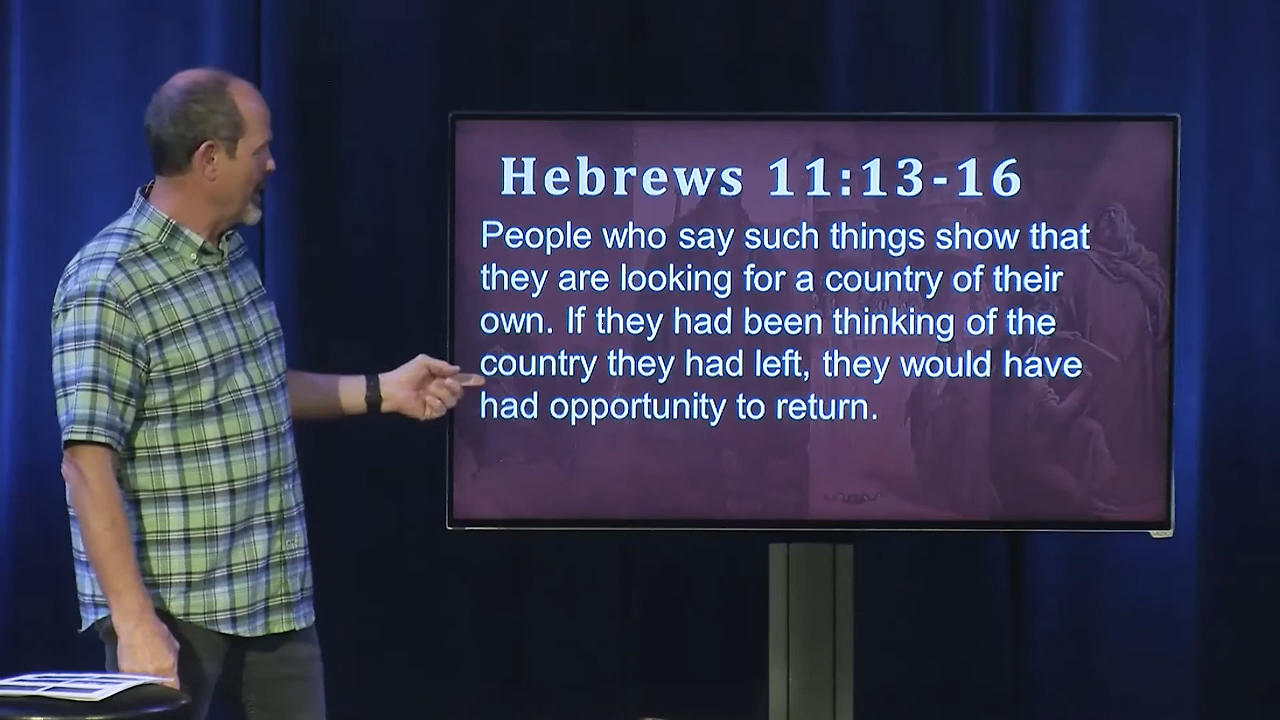 Hebrews 11:13-16
People who say such things show that
they are looking for a country of their
own. If they had been thinking of the
country they had left, they would have
had opportunity to return.